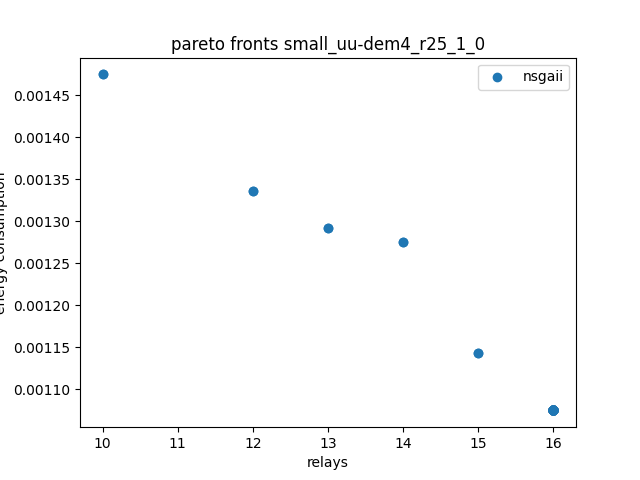 pareto fronts small_uu-dem4_r25_1_0
nsgaii
0.00145
0.00140
0.00135
0.00130
0.00125
0.00120
0.00115
0.00110
energy consumption
10 11 12 13 14 15 16
relays